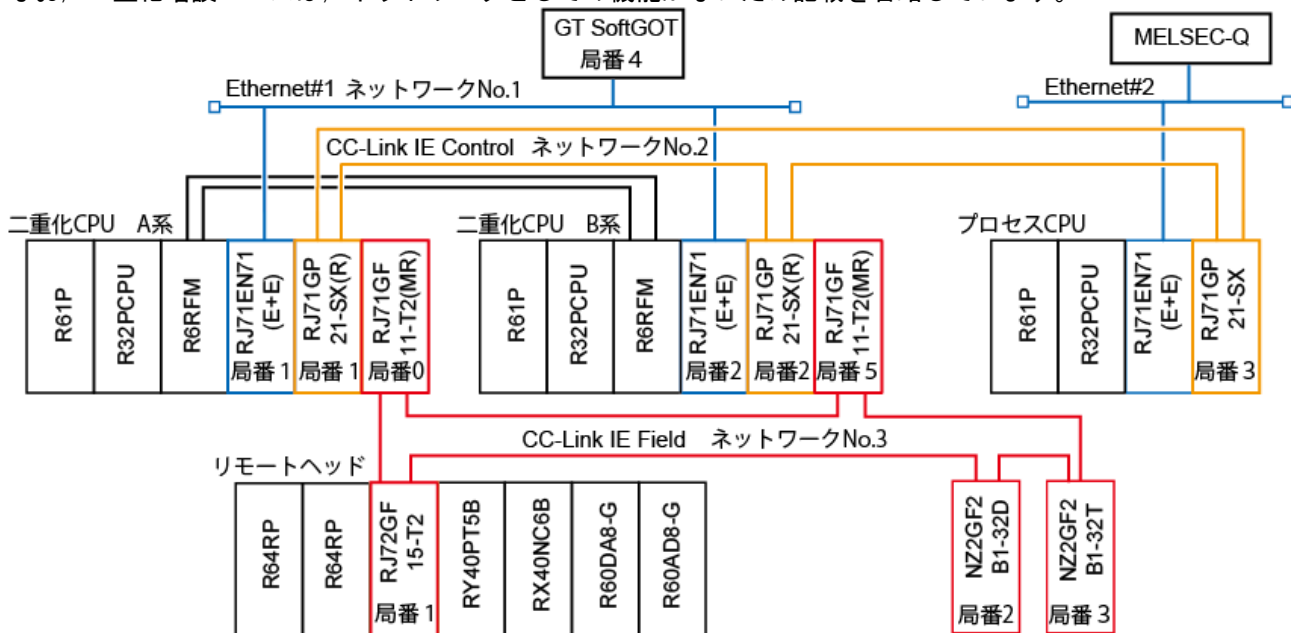 GT SoftGOT
局番4
MELSEC-Q
Ethernet#1 ネットワークNo.1
Ethernet#2
CC-Link IE Control ネットワークNo.2
二重化CPU A系
二重化CPU B系
プロセスCPU
R61P
R32PCPU
R6RFM
RJ71EN71
(E+E)
局番1
RJ71GP
21-SX(R)
局番1
RJ71GF
11-T2(MR)
局番0
R61P
R32PCPU
R6RFM
RJ71EN71
(E+E)
局番2
RJ71GP
21-SX(R)
局番2
RJ71GF
11-T2(MR)
局番5
R61P
R32PCPU
RJ71EN71
(E+E)
RJ71GP
21-SX
局番3
CC-Link IE Field ネットワークNo.3
リモートヘッド
R64RP
R64RP
RJ72GF
15-T2
局番1
RY40PT5B
RX40NC6B
R60DA8-G
R60AD8-G
NZ2GF2
B1-32D
局番2
NZ2GF2
B1-32T
局番3